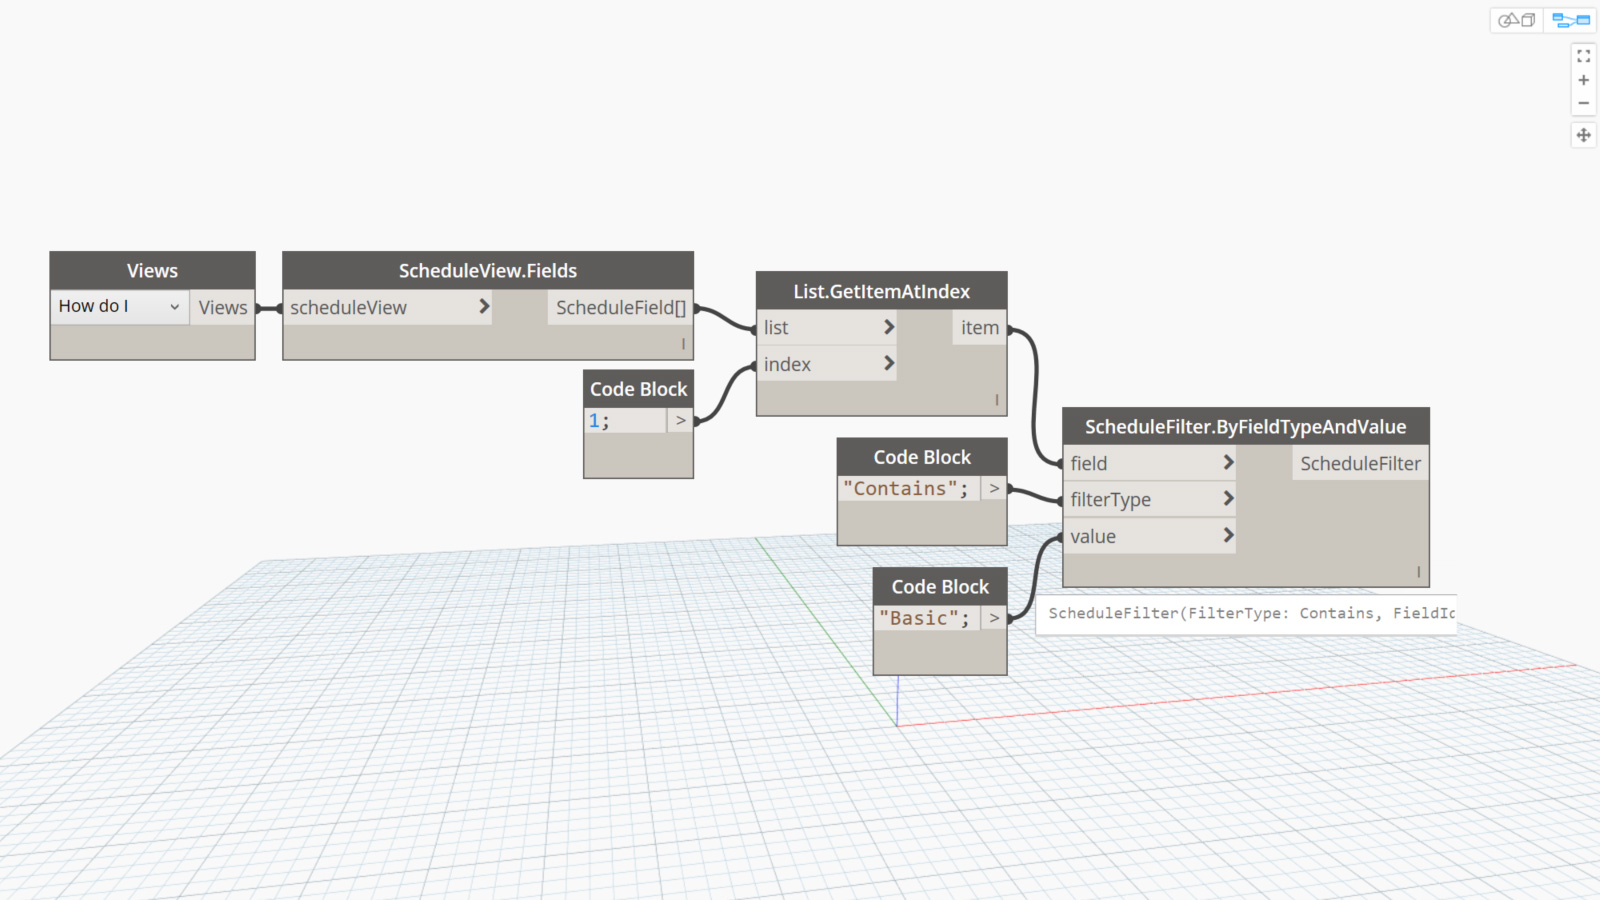 Views
How do I
Views
ScheduleView.Fields
scheduleView >
ScheduleField[]
Code Block
1; >
List.GetItemAtIndex
list >
item
index >
Code Block
"Contains"; >
Code Block
"Basic"; >
ScheduleFilter.ByFieldTypeAndValue
field >
ScheduleFilter
filterType >
value >
ScheduleFilter(FilterType: Contains, FieldId